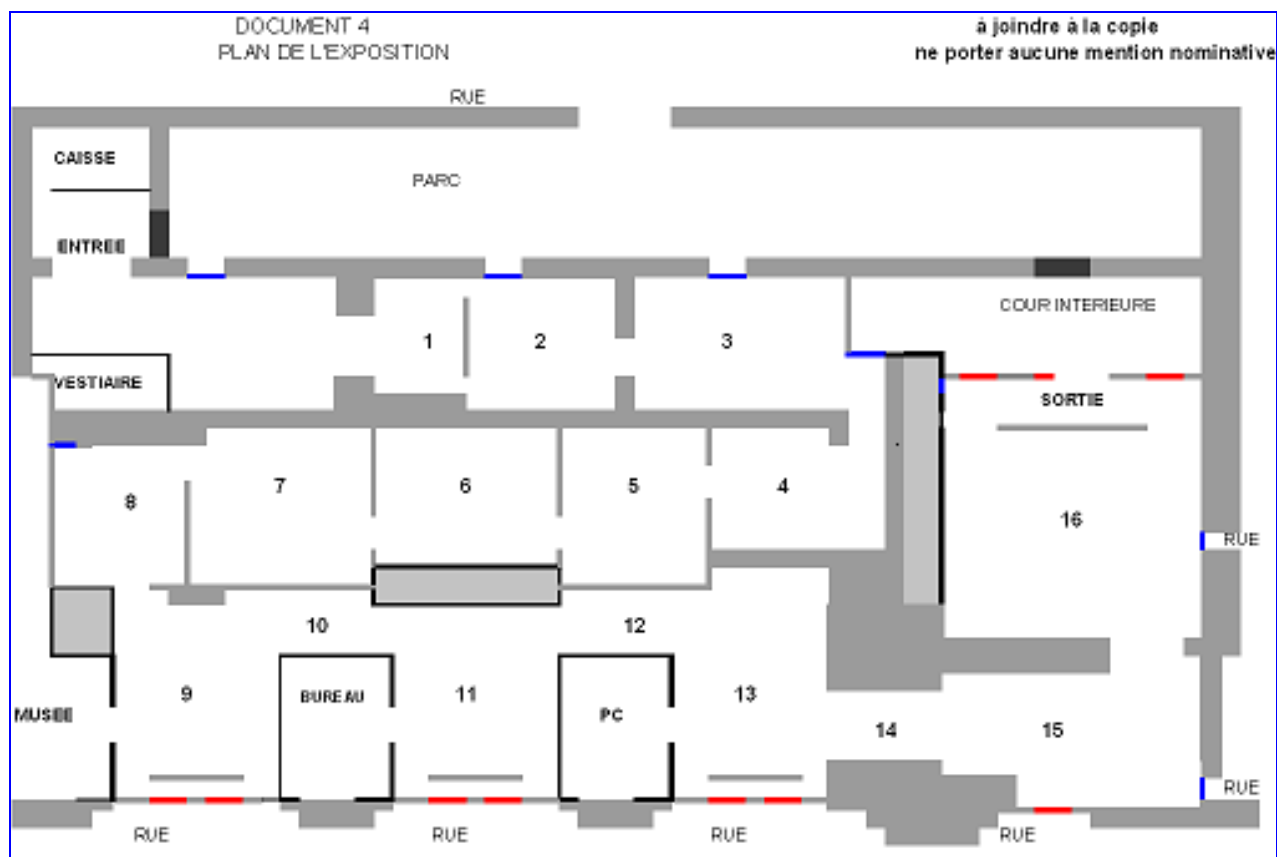 DOCUMENT 4
PLAN DE L'EXPOSITION
à joindre à la copie
ne porter aucune mention nominative
RUE
CAISSE
PARC
ENTREE
COUR INTERIEURE
1
2
3
VESTIAIRE
SORTIE
8
7
6
5
4
16
RUE
10
12
9
BUREAU
11
PC
13
MUSEE
14
15
RUE
RUE
RUE
RUE
RUE